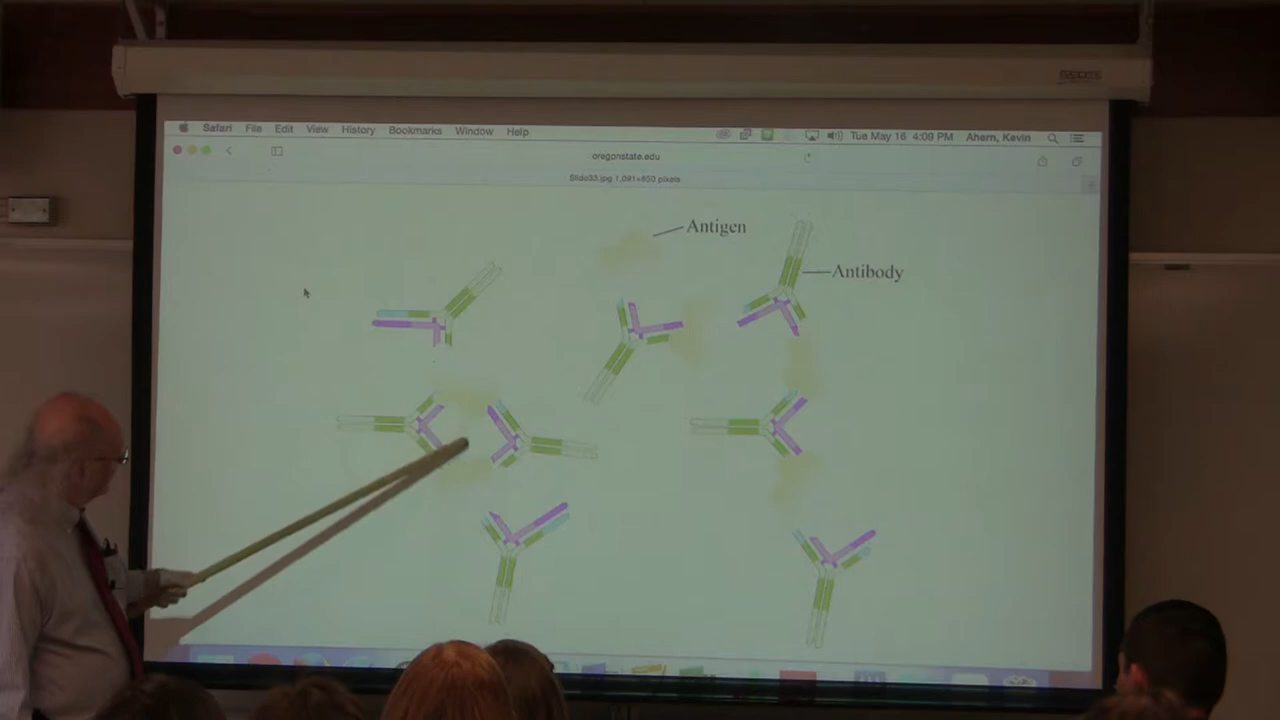 Safari File Edit View History Bookmarks Window Help Tue May 16 4:09 PM Ahern, Kevin
oregonstate.edu
Slide33.jpg 1,091×850 pixels
Antigen
Antibody